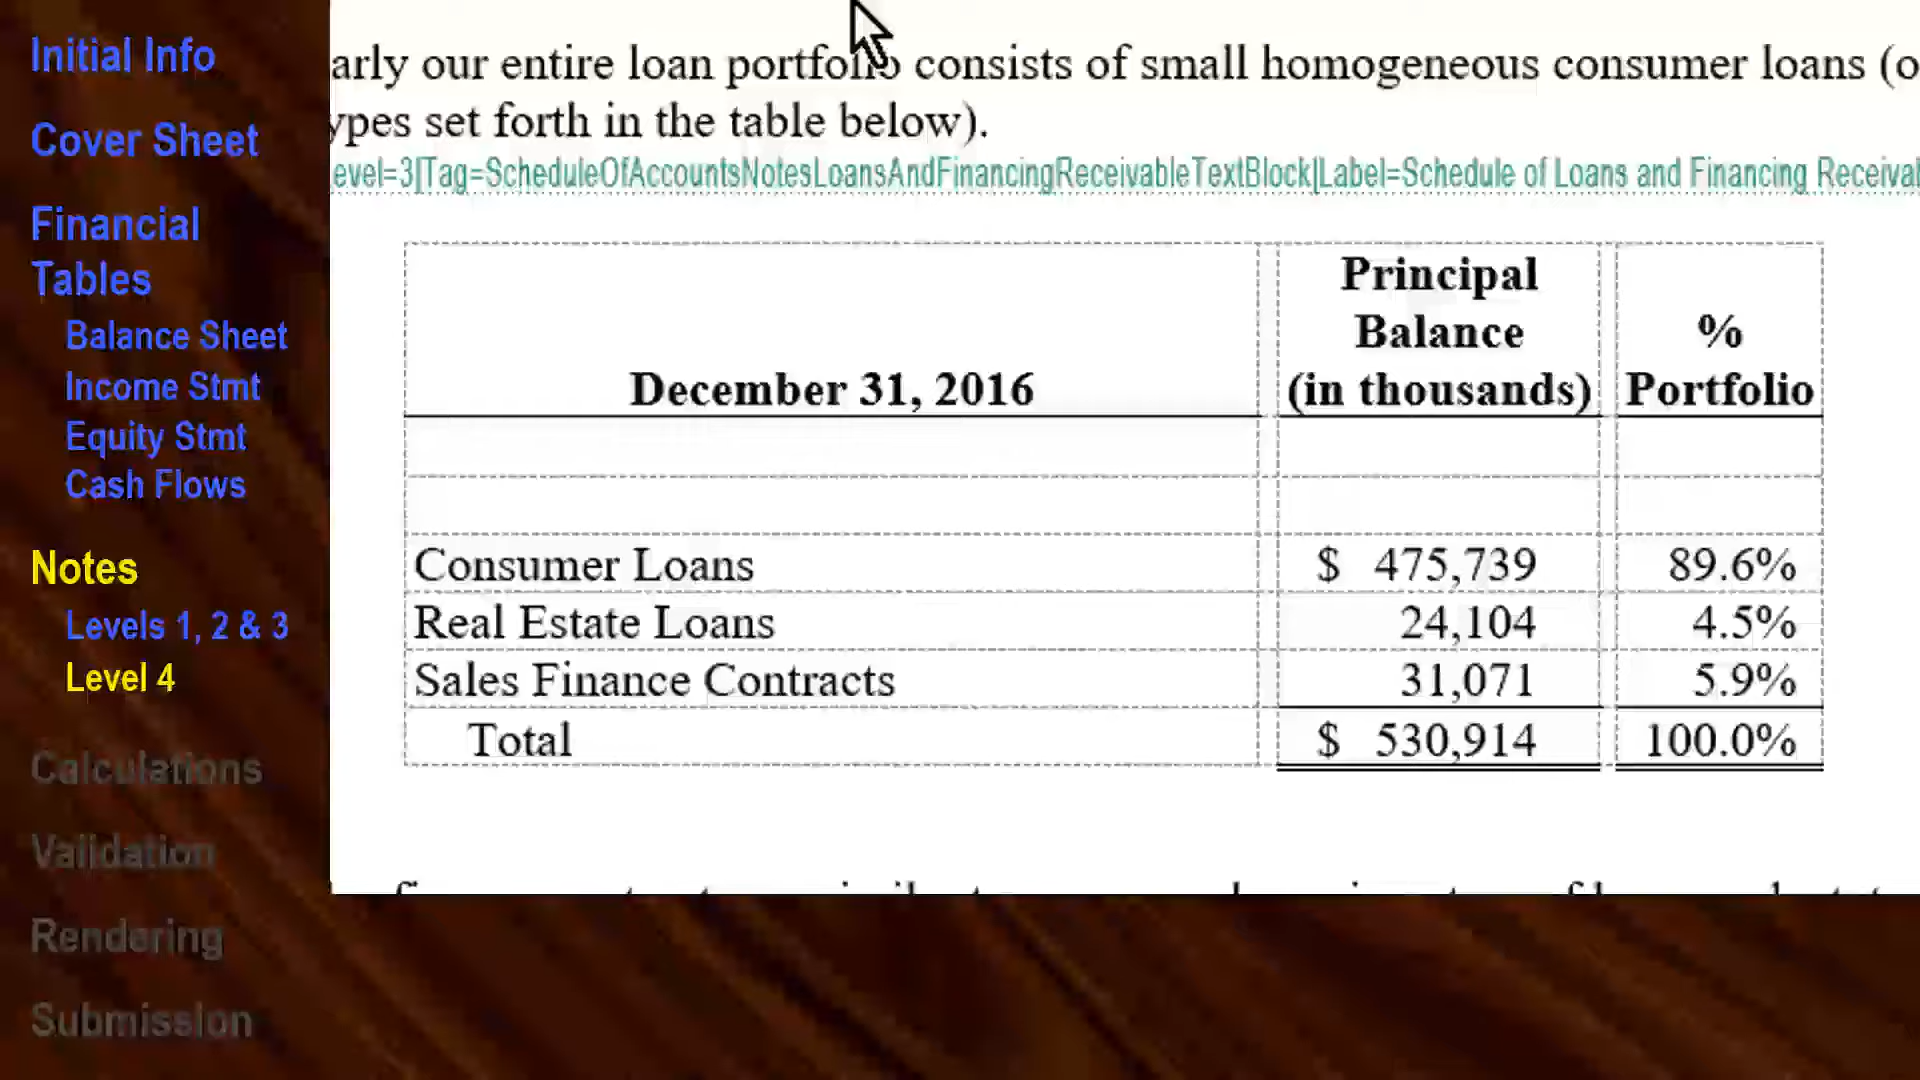 Initial Info
Cover Sheet
Financial
Tables
Balance Sheet
Income Stmt
Equity Stmt
Cash Flows
Notes
Levels 1, 2 & 3
Level 4
Calculations
Validation
Rendering
Submission
arly our entire loan portfolio consists of small homogeneous consumer loans (o
ypes set forth in the table below).
evel=3|Tag=ScheduleOfAccountsNotesLoansAndFinancingReceivableTextBlock|Label=Schedule of Loans and Financing Receivab
December 31, 2016 Principal Balance (in thousands) % Portfolio
Consumer Loans $ 475,739 89.6%
Real Estate Loans 24,104 4.5%
Sales Finance Contracts 31,071 5.9%
Total $ 530,914 100.0%